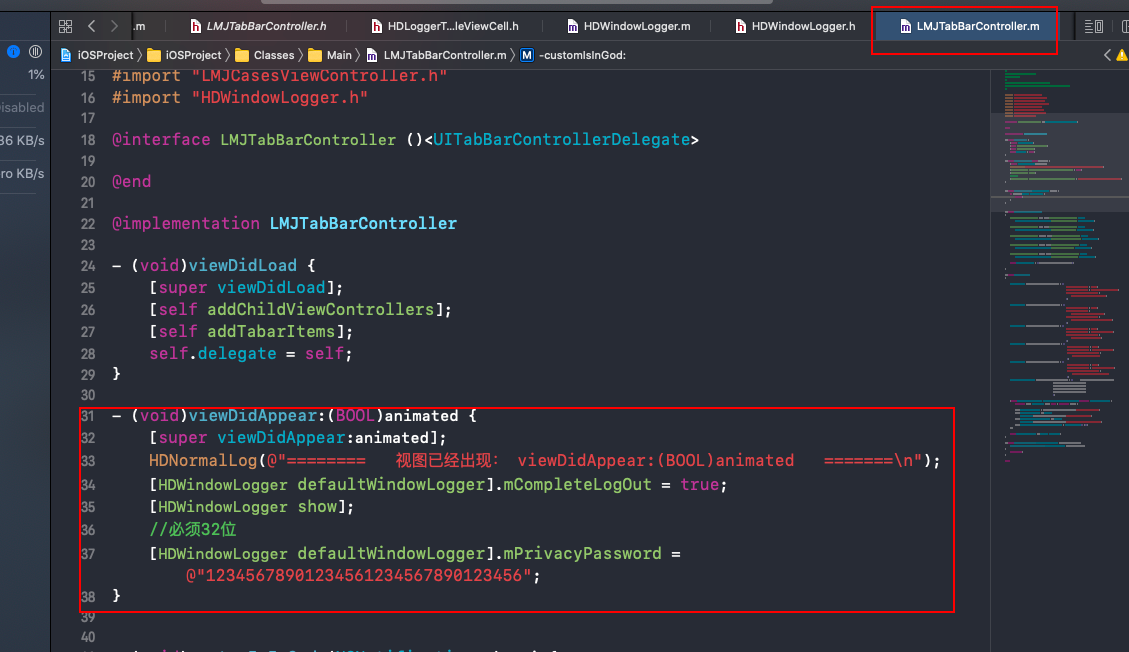 .m
LMJTabBarController.h
HDLoggerT...leViewCell.h
HDWindowLogger.m
HDWindowLogger.h
LMJTabBarController.m
iOSProject
iOSProject
Classes
Main
LMJTabBarController.m
M -customIsInGod:
1%
isabled
36 KB/s
ro KB/s
15 #import "LMJCasesViewController.h"
16 #import "HDWindowLogger.h"
17
18 @interface LMJTabBarController ()<UITabBarControllerDelegate>
19
20 @end
21
22 @implementation LMJTabBarController
23
24 - (void)viewDidLoad {
25 [super viewDidLoad];
26 [self addChildViewControllers];
27 [self addTabarItems];
28 self.delegate = self;
29 }
30
31 - (void)viewDidAppear:(BOOL)animated {
32 [super viewDidAppear:animated];
33 HDNormalLog(@"======== 视图已经出现: viewDidAppear:(BOOL)animated =======\n");
34 [HDWindowLogger defaultWindowLogger].mCompleteLogOut = true;
35 [HDWindowLogger show];
36 //必须32位
37 [HDWindowLogger defaultWindowLogger].mPrivacyPassword =
@"12345678901234561234567890123456";
38 }
39
40